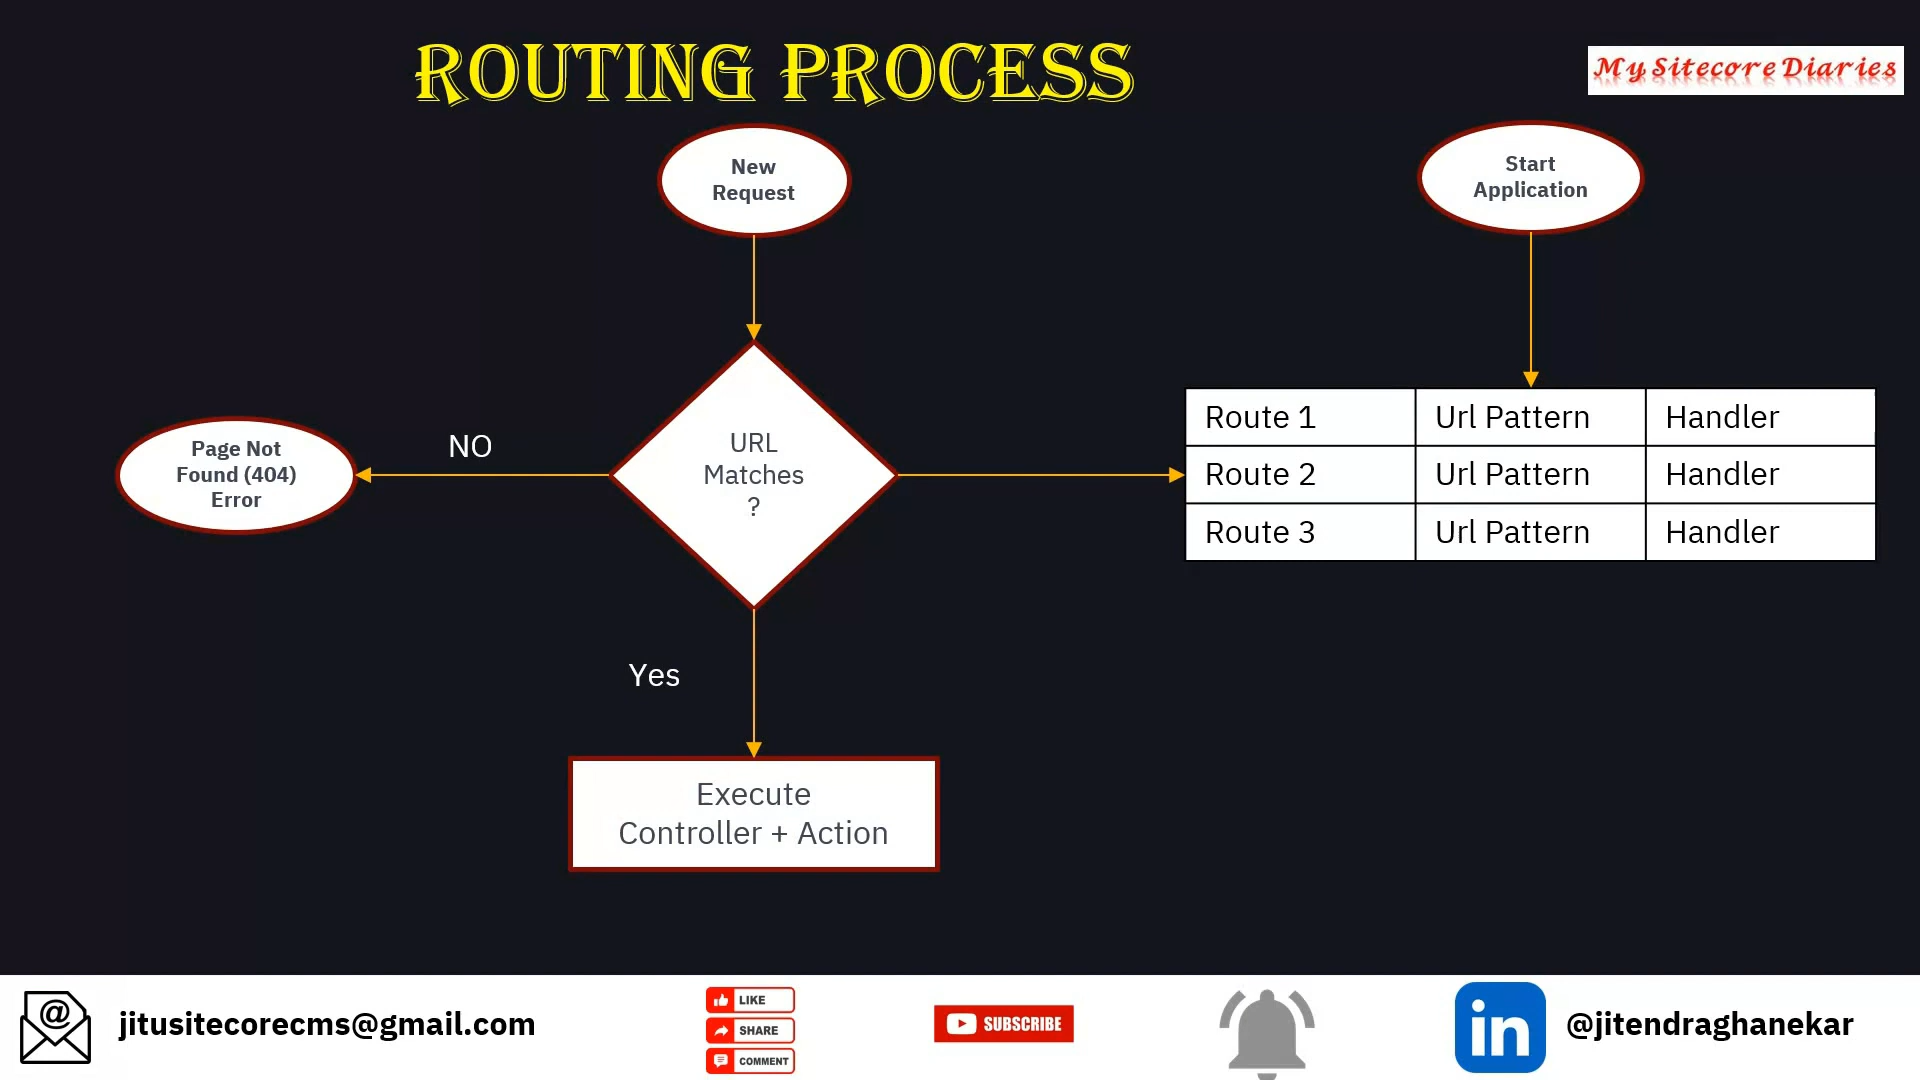 ROUTING PROCESS
My Sitecore Diaries
New
Request
Start
Application
Page Not
Found (404)
Error
NO
URL
Matches
?
Route 1 Url Pattern Handler
Route 2 Url Pattern Handler
Route 3 Url Pattern Handler
Yes
Execute
Controller + Action
@
jitusitecorecms@gmail.com
LIKE
SHARE
COMMENT
SUBSCRIBE
in
@jitendraghanekar